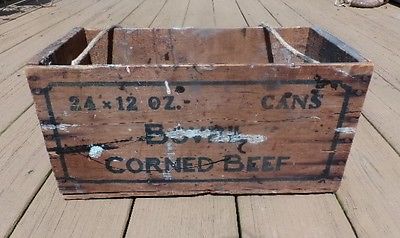 24 × 12 OZ.- CANS
CORNED BEEF